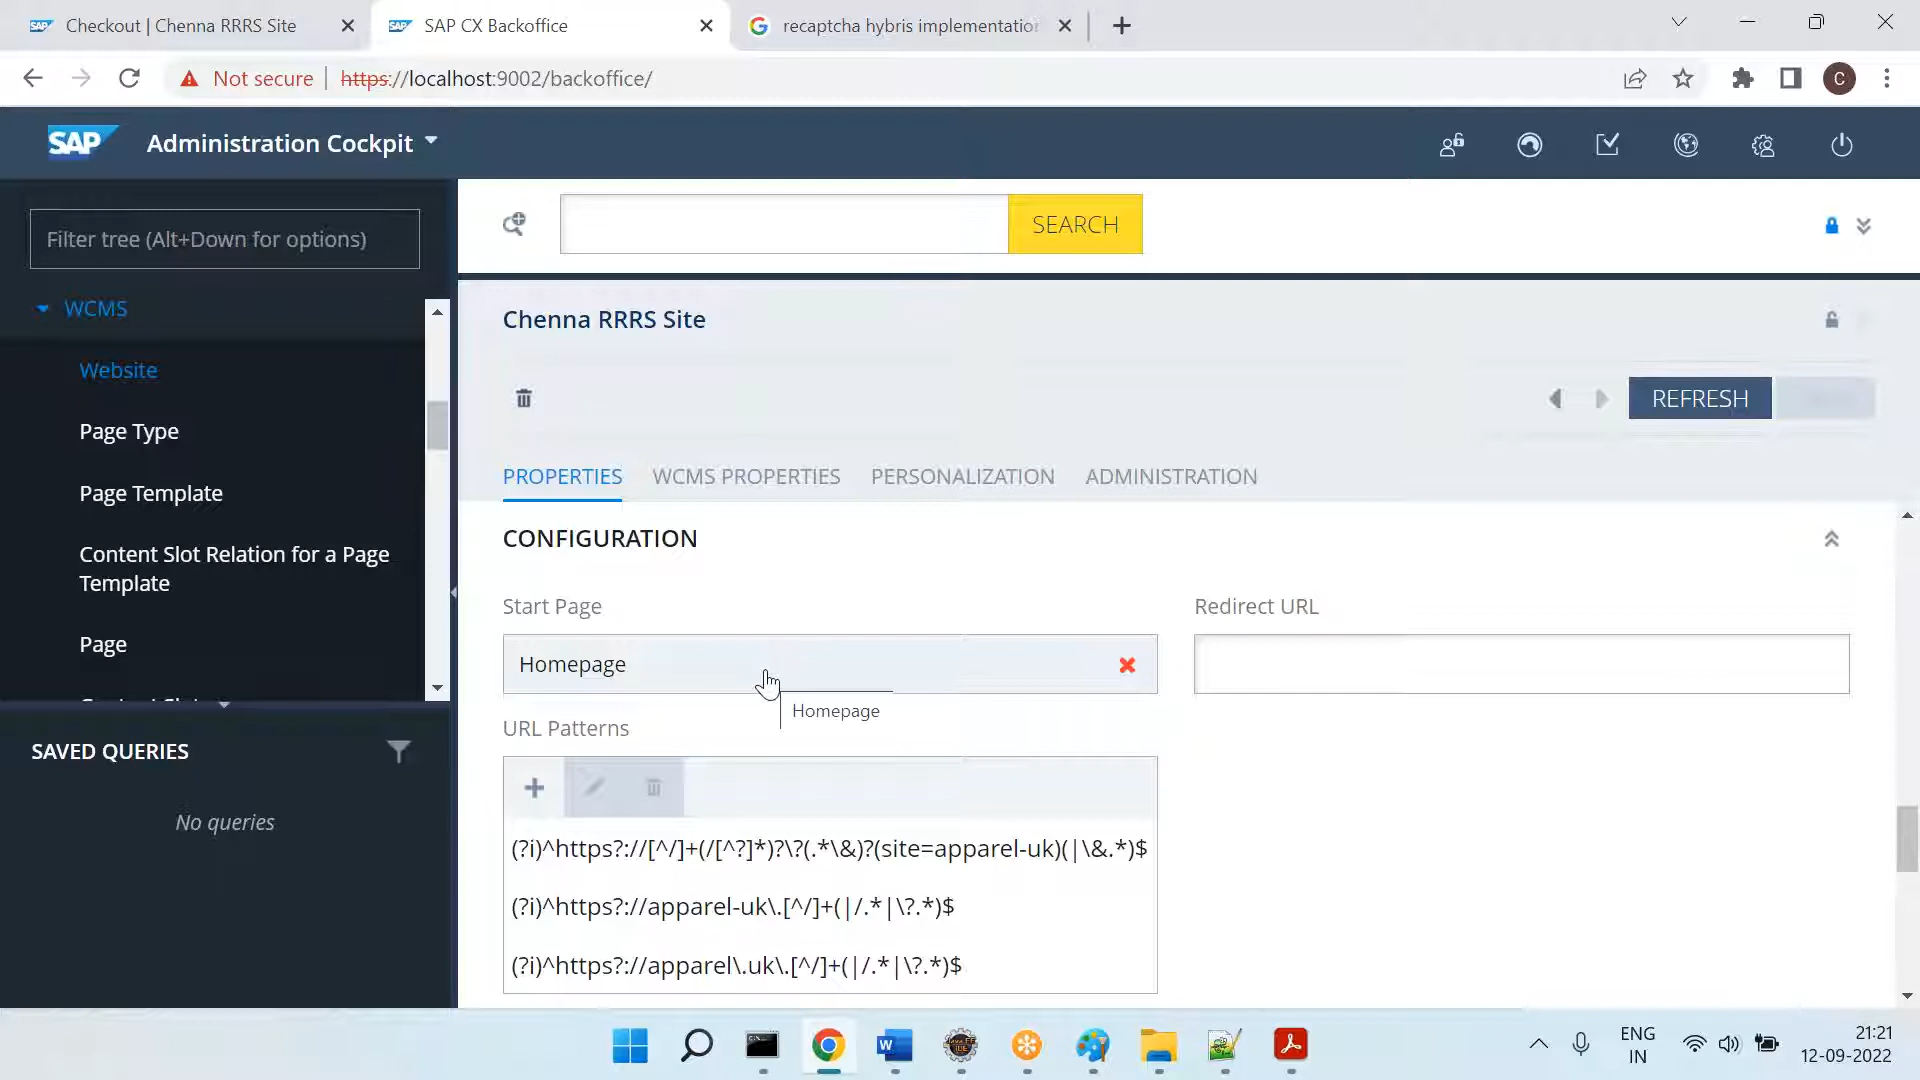 Checkout | Chenna RRRS Site
SAP CX Backoffice
recaptcha hybris implementation
Not secure
https://localhost:9002/backoffice/
C
SAP
Administration Cockpit
Filter tree (Alt+Down for options)
SEARCH
WCMS
Website
Page Type
Page Template
Content Slot Relation for a Page
Template
Page
Chenna RRRS Site
REFRESH
PROPERTIES
WCMS PROPERTIES
PERSONALIZATION
ADMINISTRATION
CONFIGURATION
Start Page
Redirect URL
Homepage
Homepage
URL Patterns
(?i)^https?://[^/]+(/[^?]*)?\?(.*\&)?(site=apparel-uk)(|\&.*)$
(?i)^https?://apparel-uk\.[^/]+(|/.*|\?.*)$
(?i)^https?://apparel\.uk\.[^/]+(|/.*|\?.*)$
SAVED QUERIES
No queries
ENG
IN
21:21
12-09-2022